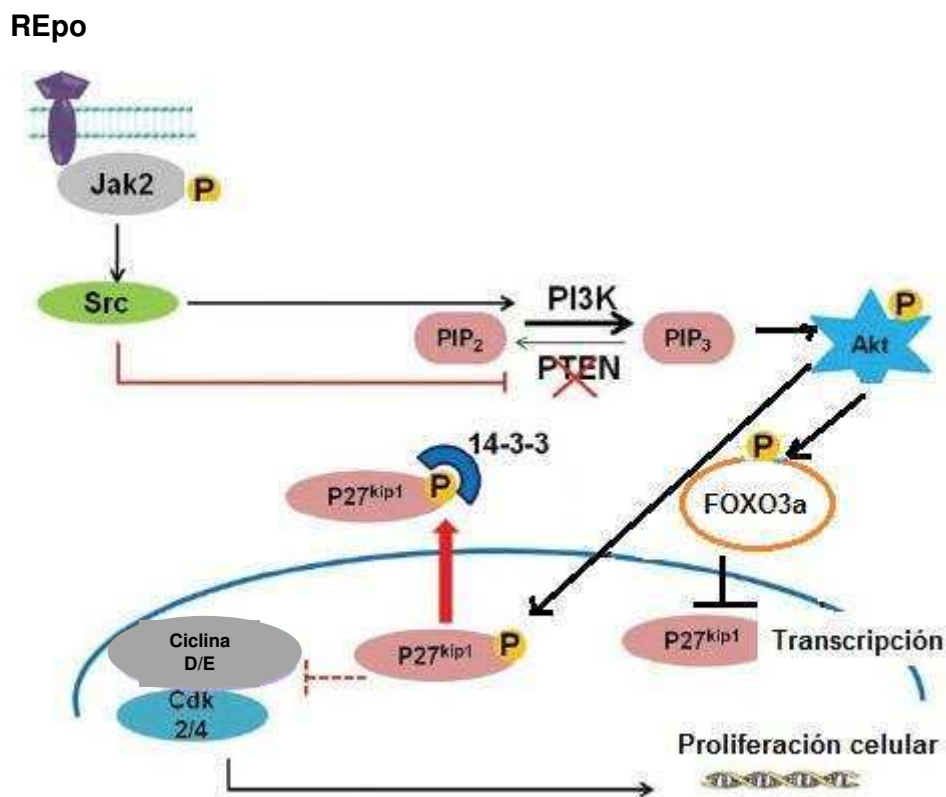 REpo
Jak2
P
Src
PI3K
PIP₂
PIP₃
PTEN
P
Akt
14-3-3
P27ᵏⁱᵖ¹
P
P
FOXO3a
Ciclina
D/E
P27ᵏⁱᵖ¹
P
P27ᵏⁱᵖ¹
Transcripción
Cdk
2/4
Proliferación celular